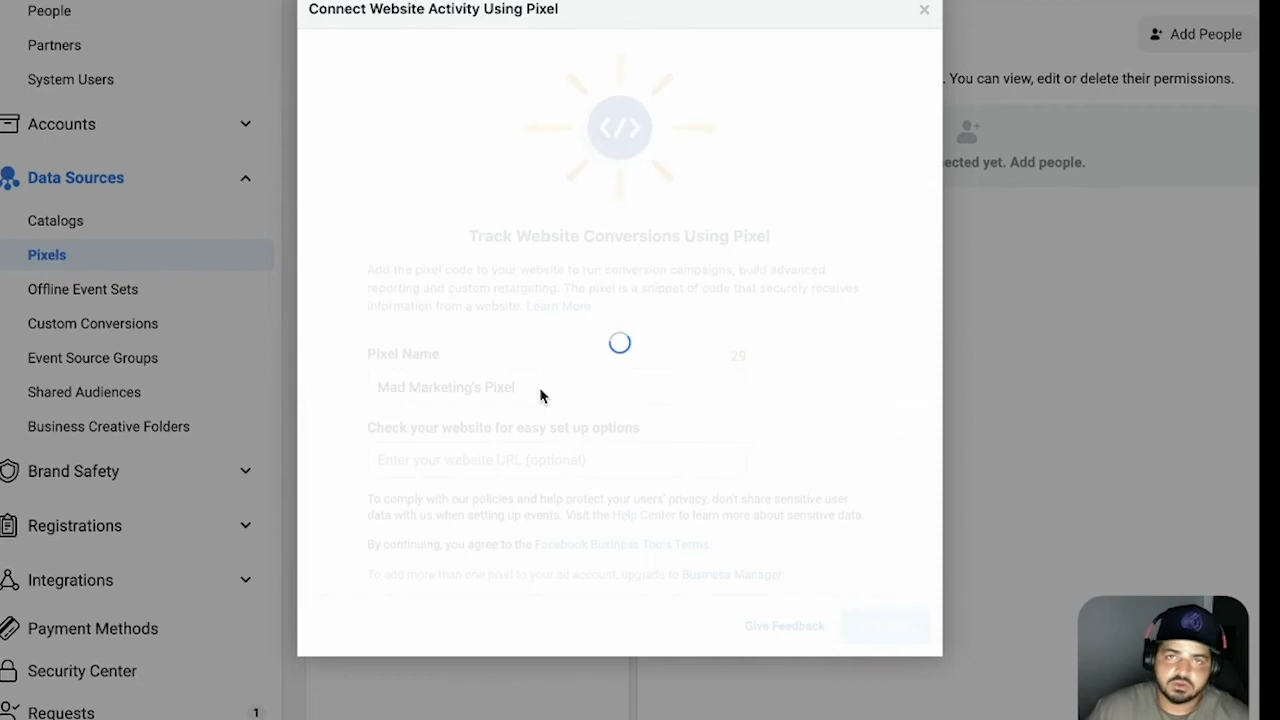 Connect Website Activity Using Pixel
×
People
Partners
System Users
Accounts
Data Sources
Catalogs
Pixels
Offline Event Sets
Custom Conversions
Event Source Groups
Shared Audiences
Business Creative Folders
Brand Safety
Registrations
Integrations
Payment Methods
Security Center
Requests
1
</>
Track Website Conversions Using Pixel
Add the pixel code to your website to run conversion campaigns, build advanced
reporting and custom retargeting. The pixel is a snippet of code that securely receives
information from a website. Learn More
Pixel Name
29
Mad Marketing's Pixel
Check your website for easy set up options
Enter your website URL (optional)
To comply with our policies and help protect your users' privacy, don't share sensitive user
data with us when setting up events. Visit the Help Center to learn more about sensitive data.
By continuing, you agree to the Facebook Business Tools Terms.
To add more than one pixel to your ad account, upgrade to Business Manager
Give Feedback
Add People
. You can view, edit or delete their permissions.
ected yet. Add people.